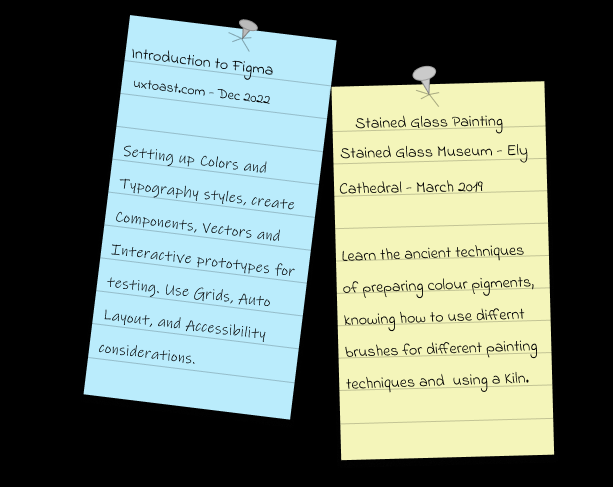 Introduction to Figma
uxtoast.com - Dec 2022
Setting up Colors and
Typography styles, create
Components, Vectors and
Interactive prototypes for
testing. Use Grids, Auto
Layout, and Accessibility
considerations.
Stained Glass Painting
Stained Glass Museum - Ely
Cathedral - March 2019
Learn the ancient techniques
of preparing colour pigments,
knowing how to use differnt
brushes for different painting
techniques and using a Kiln.